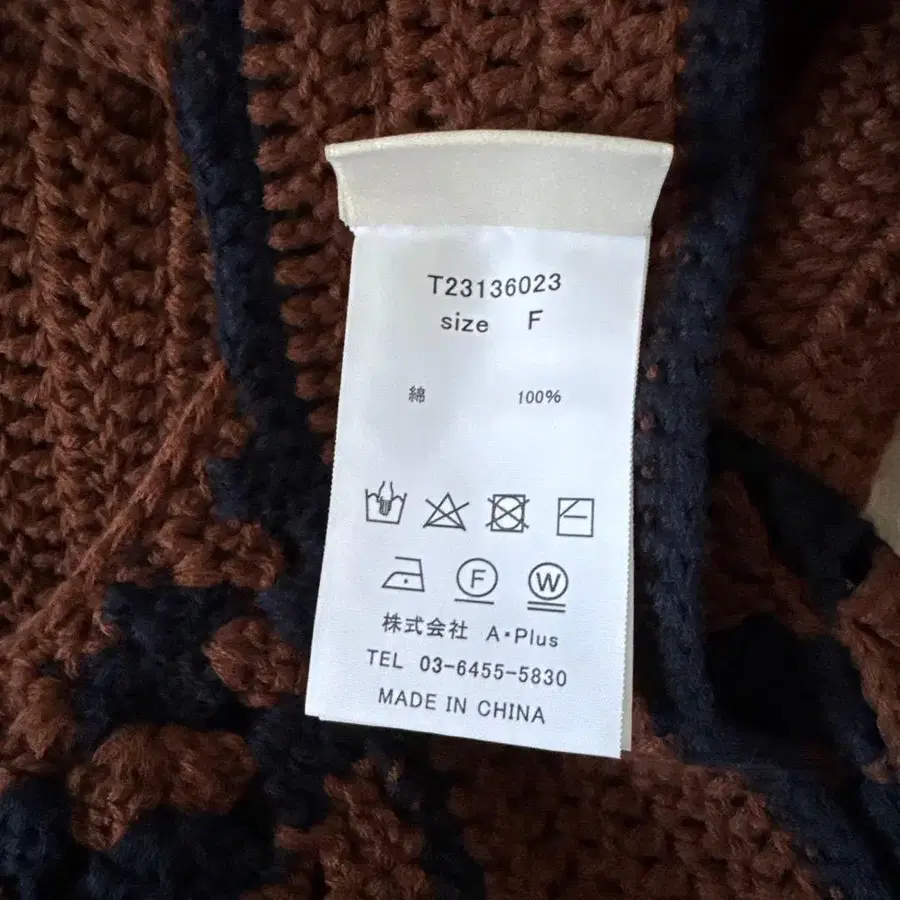 T23136023
size F
綿 100%
F W
株式会社 A・Plus
TEL 03-6455-5830
MADE IN CHINA